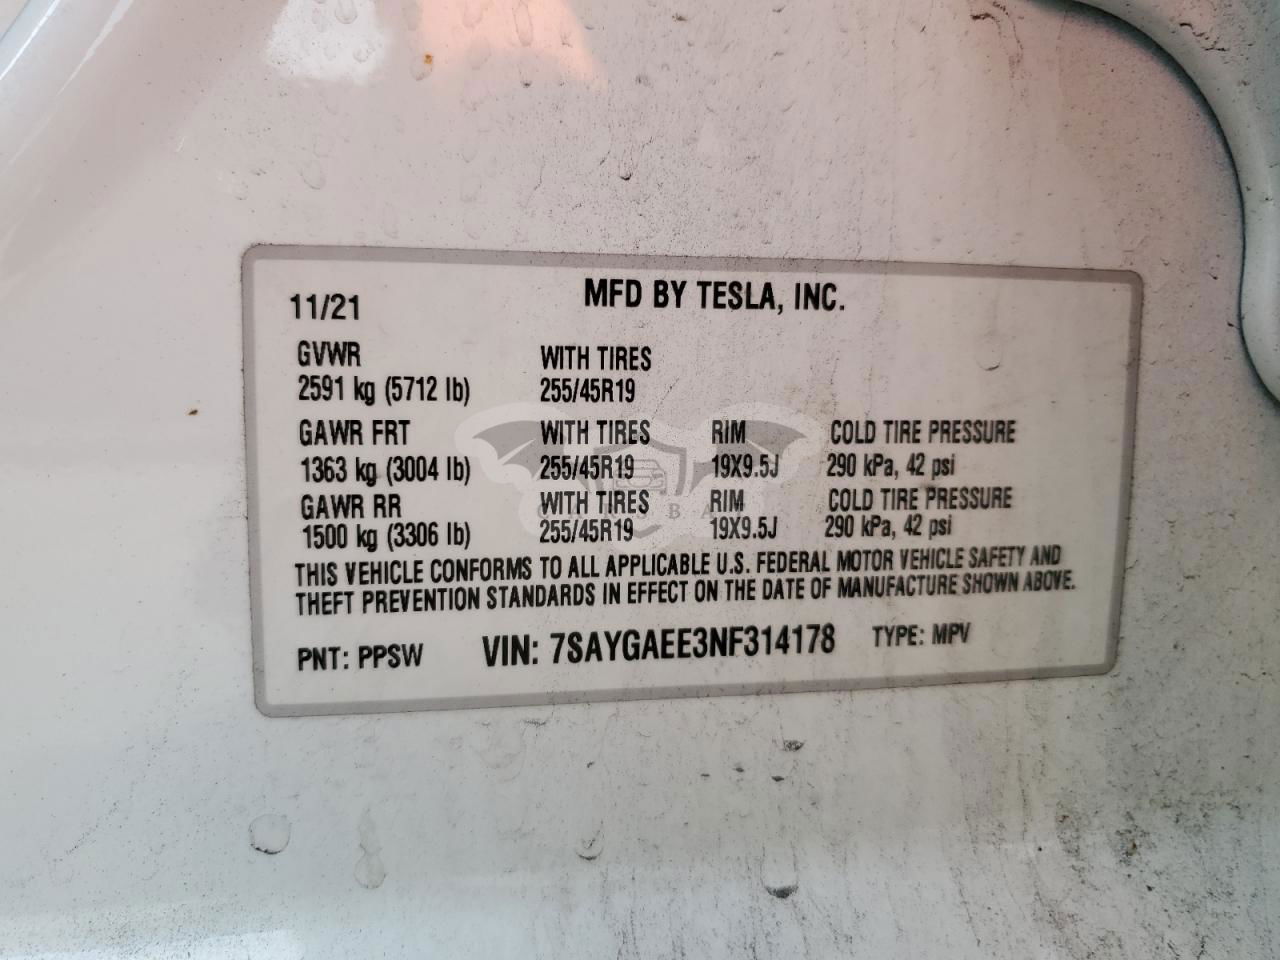 11/21 MFD BY TESLA, INC.
GVWR WITH TIRES
2591 kg (5712 lb) 255/45R19
GAWR FRT WITH TIRES RIM COLD TIRE PRESSURE
1363 kg (3004 lb) 255/45R19 19X9.5J 290 kPa, 42 psi
GAWR RR WITH TIRES RIM COLD TIRE PRESSURE
1500 kg (3306 lb) 255/45R19 19X9.5J 290 kPa, 42 psi
THIS VEHICLE CONFORMS TO ALL APPLICABLE U.S. FEDERAL MOTOR VEHICLE SAFETY AND
THEFT PREVENTION STANDARDS IN EFFECT ON THE DATE OF MANUFACTURE SHOWN ABOVE.
PNT: PPSW VIN: 7SAYGAEE3NF314178 TYPE: MPV